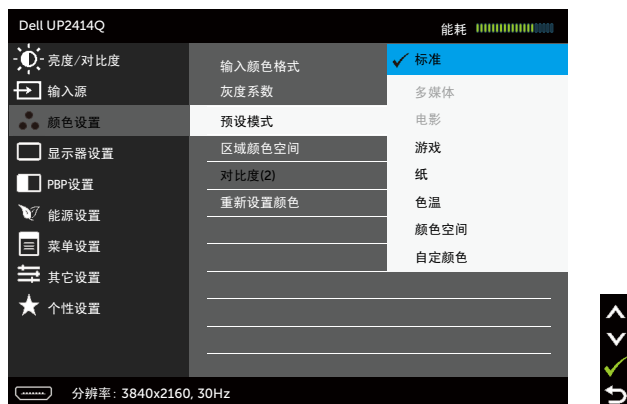 Dell UP2414Q
能耗
亮度/对比度
输入源
颜色设置
显示器设置
PBP设置
能源设置
菜单设置
其它设置
个性设置
输入颜色格式
灰度系数
预设模式
区域颜色空间
对比度(2)
重新设置颜色
标准
多媒体
电影
游戏
纸
色温
颜色空间
自定颜色
分辨率: 3840x2160, 30Hz